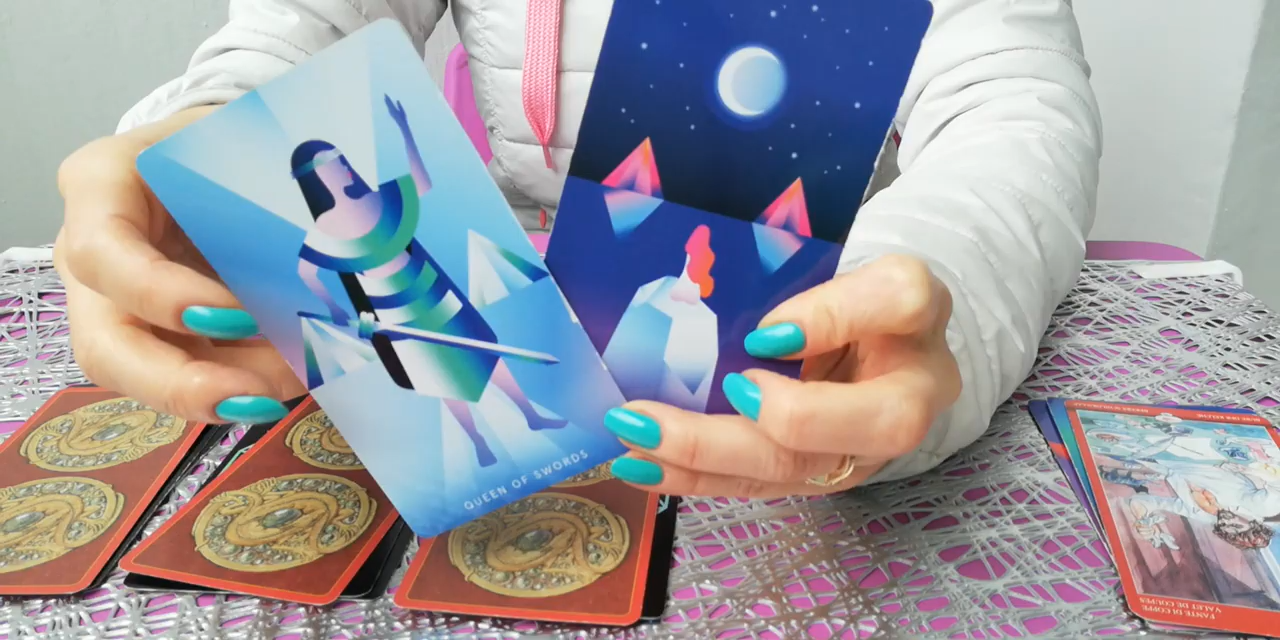 QUEEN OF SWORDS
FANTE DI COPPE
VALET DE COUPES